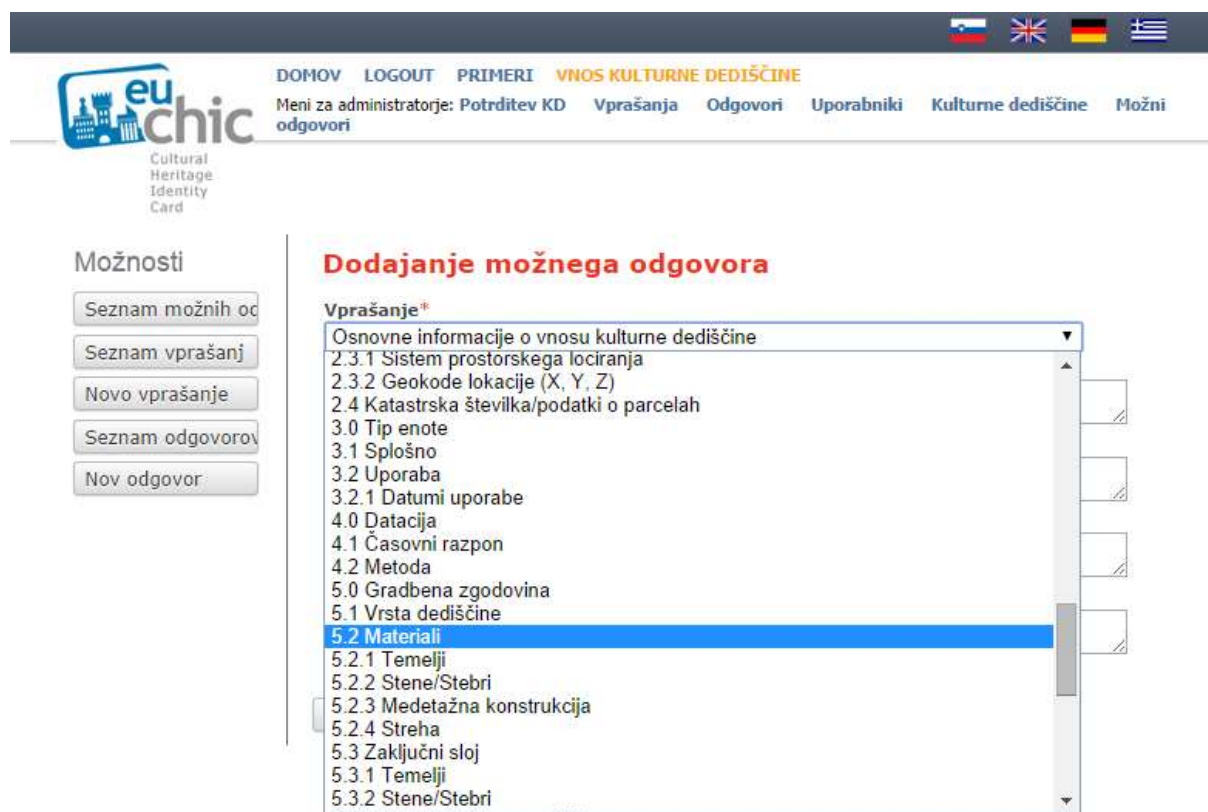 eu
chic
Cultural
Heritage
Identity
Card
DOMOV LOGOUT PRIMERI VNOS KULTURNE DEDIŠČINE
Meni za administratorje: Potrditev KD Vprašanja Odgovori Uporabniki Kulturne dediščine Možni
odgovori
Možnosti
Seznam možnih oc
Seznam vprašanj
Novo vprašanje
Seznam odgovorov
Nov odgovor
Dodajanje možnega odgovora
Vprašanje*
Osnovne informacije o vnosu kulturne dediščine
2.3.1 Sistem prostorskega lociranja
2.3.2 Geokode lokacije (X, Y, Z)
2.4 Katastrska številka/podatki o parcelah
3.0 Tip enote
3.1 Splošno
3.2 Uporaba
3.2.1 Datumi uporabe
4.0 Datacija
4.1 Časovni razpon
4.2 Metoda
5.0 Gradbena zgodovina
5.1 Vrsta dediščine
5.2 Materiali
5.2.1 Temelji
5.2.2 Stene/Stebri
5.2.3 Medetažna konstrukcija
5.2.4 Streha
5.3 Zaključni sloj
5.3.1 Temelji
5.3.2 Stene/Stebri